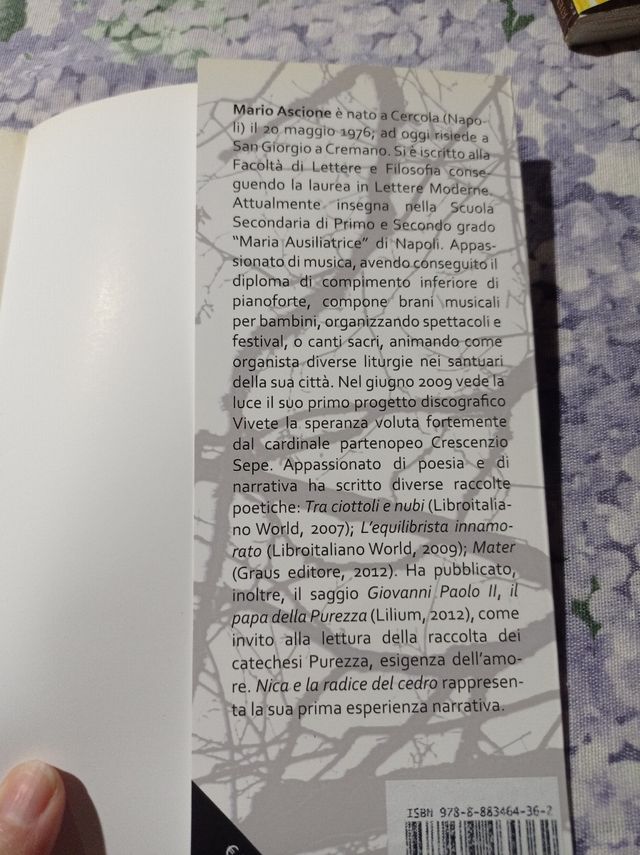 Mario Ascione è nato a Cercola (Napo-
li) il 20 maggio 1976; ad oggi risiede a
San Giorgio a Cremano. Si è iscritto alla
Facoltà di Lettere e Filosofia conse-
guendo la laurea in Lettere Moderne.
Attualmente insegna nella Scuola
Secondaria di Primo e Secondo grado
"Maria Ausiliatrice" di Napoli. Appas-
sionato di musica, avendo conseguito il
diploma di compimento inferiore di
pianoforte, compone brani musicali
per bambini, organizzando spettacoli e
festival, o canti sacri, animando come
organista diverse liturgie nei santuari
della sua città. Nel giugno 2009 vede la
luce il suo primo progetto discografico
Vivete la speranza voluta fortemente
dal cardinale partenopeo Crescenzio
Sepe. Appassionato di poesia e di
narrativa ha scritto diverse raccolte
poetiche: Tra ciottoli e nubi (Libroitalia-
no World, 2007); L'equilibrista innamo-
rato (Libroitaliano World, 2009); Mater
(Graus editore, 2012). Ha pubblicato,
inoltre, il saggio Giovanni Paolo II, il
papa della Purezza (Lilium, 2012), come
invito alla lettura della raccolta dei
catechesi Purezza, esigenza dell'amo-
re. Nica e la radice del cedro rappresen-
ta la sua prima esperienza narrativa.
ISBN 978-8-883464-36-2
€